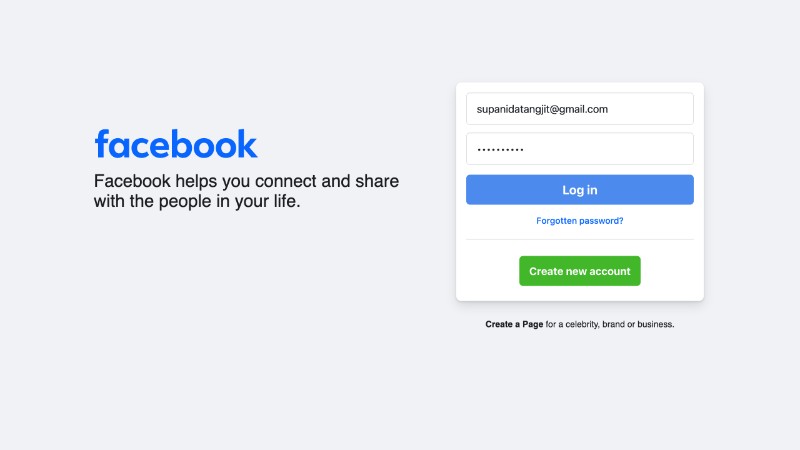 facebook
Facebook helps you connect and share
with the people in your life.
supanidatangjit@gmail.com
••••••••••
Log in
Forgotten password?
Create new account
Create a Page for a celebrity, brand or business.